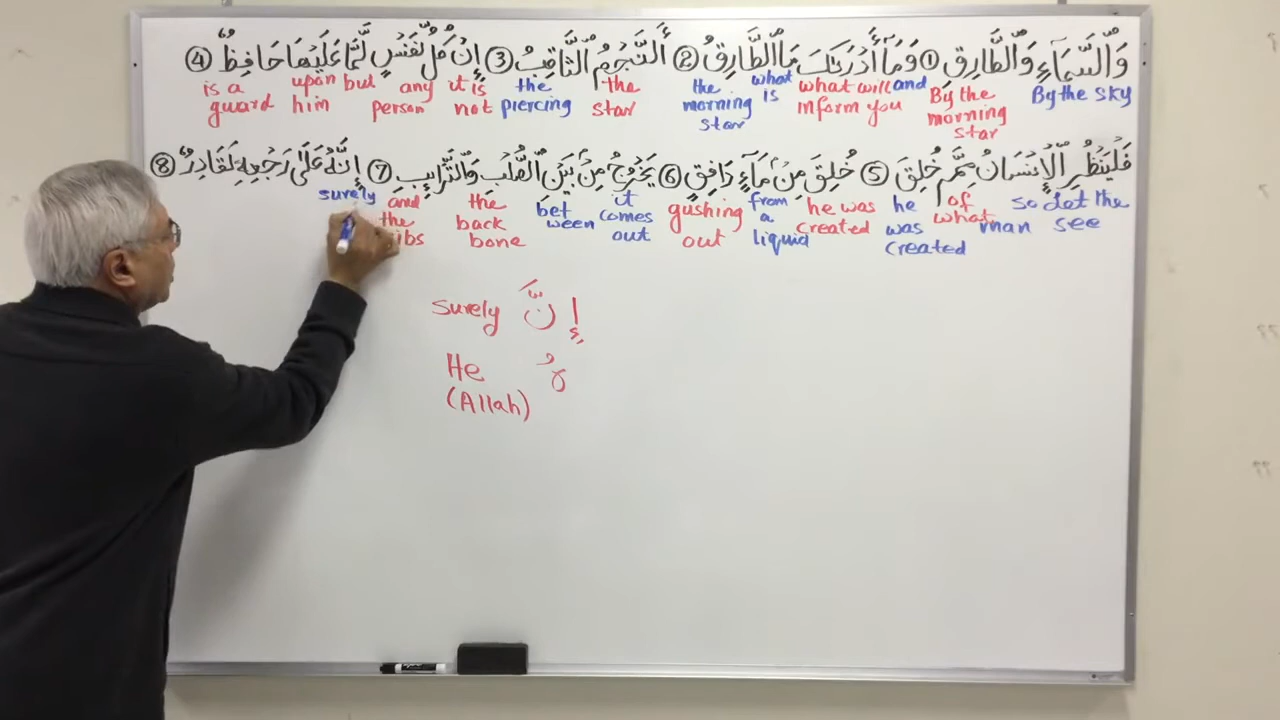 وَٱلسَّمَآءِ وَٱلطَّارِقِ ① وَمَآ أَدۡرَىٰكَ مَا ٱلطَّارِقُ ② ٱلنَّجۡمُ ٱلثَّاقِبُ ③ إِن كُلُّ نَفۡسٍ لَّمَّا عَلَيۡهَا حَافِظٌ ④
is a upon but any it is the the the what what will and By the By the sky
guard him person not piercing star morning is inform you morning
star star
فَلۡيَنظُرِ ٱلۡإِنسَانُ مِمَّ خُلِقَ ⑤ خُلِقَ مِن مَّآءٍ دَافِقٍ ⑥ يَخۡرُجُ مِنۢ بَيۡنِ ٱلصُّلۡبِ وَٱلتَّرَآئِبِ ⑦ إِنَّهُۥ عَلَىٰ رَجۡعِهِۦ لَقَادِرٌ ⑧
surely and the bet it gushing from he was he of so let the
the back ween comes out a created was what man see
ribs bone out liquid created
surely إِ نَّ
He هُ
(Allah)